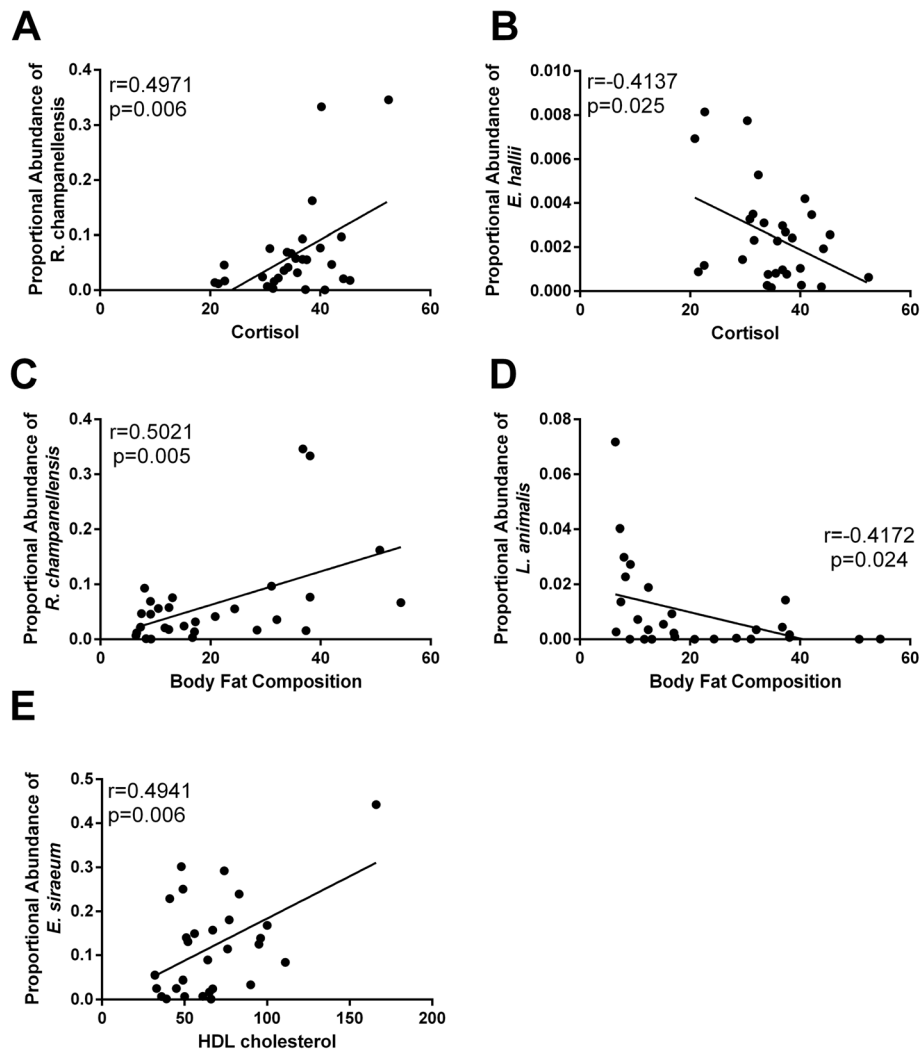 A
Proportional Abundance of
R. champanellensis
0.4
0.3
0.2
0.1
0.0
r=0.4971
p=0.006
0
20
40
60
Cortisol
B
Proportional Abundance of
E. hallii
0.010
0.008
0.006
0.004
0.002
0.000
r=-0.4137
p=0.025
0
20
40
60
Cortisol
C
Proportional Abundance of
R. champanellensis
0.4
0.3
0.2
0.1
0.0
r=0.5021
p=0.005
0
20
40
60
Body Fat Composition
D
Proportional Abundance of
L. animalis
0.08
0.06
0.04
0.02
0.00
r=-0.4172
p=0.024
0
20
40
60
Body Fat Composition
E
Proportional Abundance of
E. siraeum
0.5
0.4
0.3
0.2
0.1
0.0
r=0.4941
p=0.006
0
50
100
150
200
HDL cholesterol